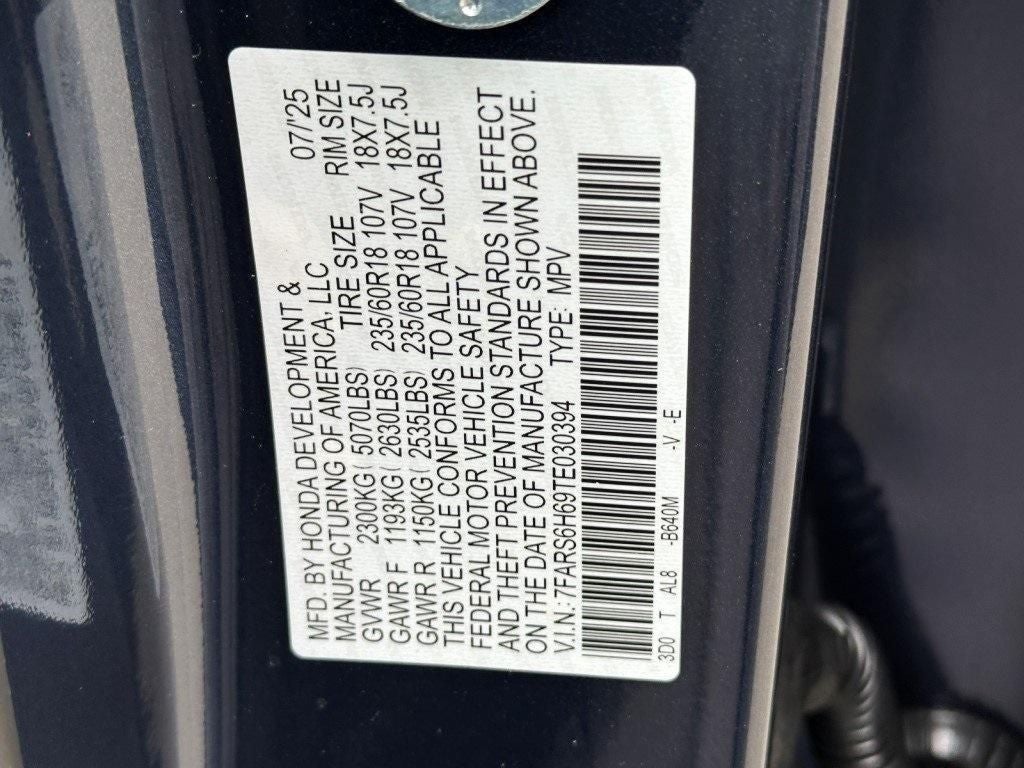 MFD. BY HONDA DEVELOPMENT &
MANUFACTURING OF AMERICA, LLC 07/'25
GVWR 2300KG ( 5070LBS) TIRE SIZE RIM SIZE
GAWR F 1193KG ( 2630LBS) 235/60R18 107V 18X7.5J
GAWR R 1150KG ( 2535LBS) 235/60R18 107V 18X7.5J
THIS VEHICLE CONFORMS TO ALL APPLICABLE
FEDERAL MOTOR VEHICLE SAFETY
AND THEFT PREVENTION STANDARDS IN EFFECT
ON THE DATE OF MANUFACTURE SHOWN ABOVE.
V.I.N.: 7FARS6H69TE030394 TYPE: MPV
3D0 T AL8 -B640M -V -E